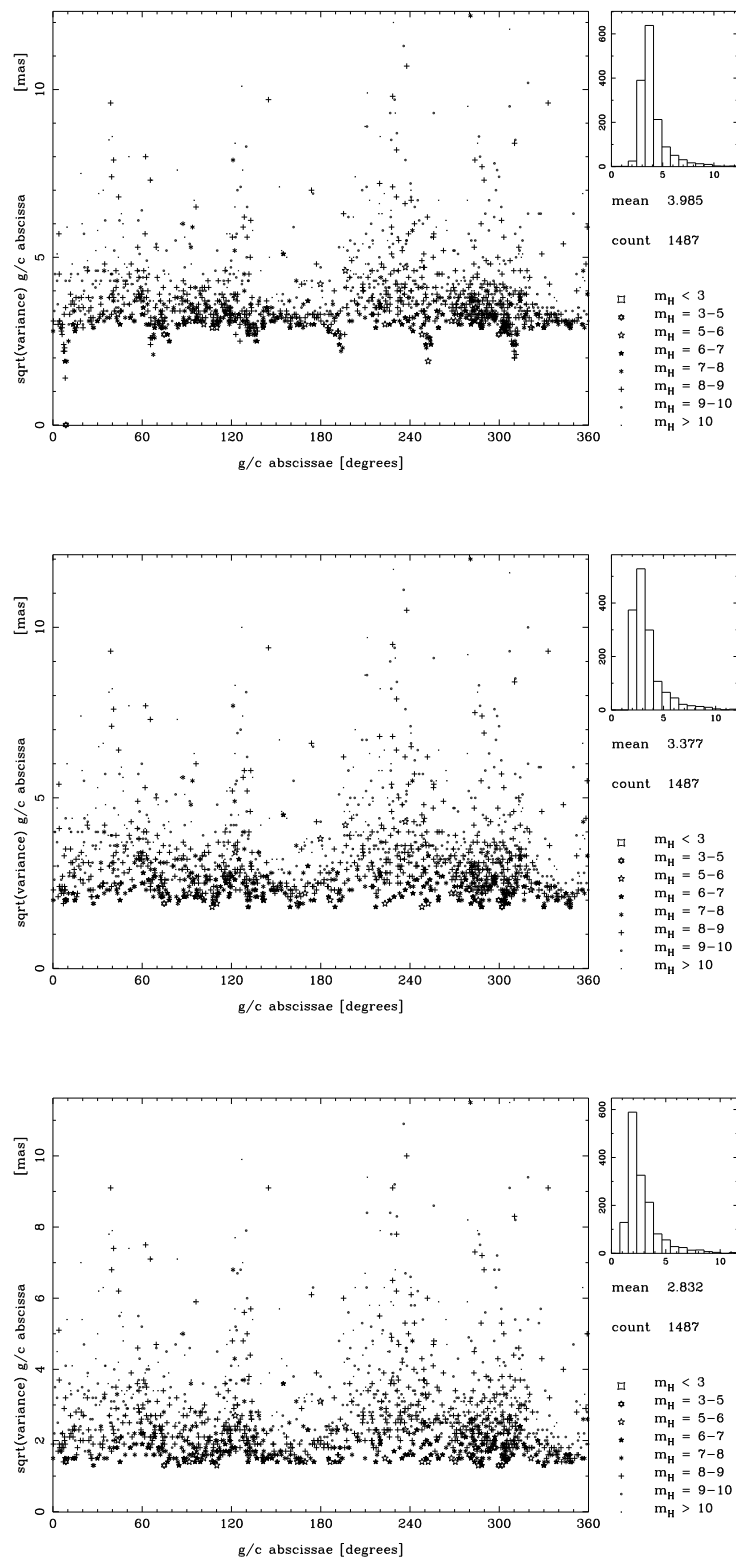 sqrt(variance) g/c abscissa [mas]
10
5
0
0 60 120 180 240 300 360
g/c abscissae [degrees]
600
400
200
0
0 5 10
mean 3.985
count 1487
m_H < 3
m_H = 3-5
m_H = 5-6
m_H = 6-7
m_H = 7-8
m_H = 8-9
m_H = 9-10
m_H > 10
sqrt(variance) g/c abscissa [mas]
10
5
0
0 60 120 180 240 300 360
g/c abscissae [degrees]
400
200
0
0 5 10
mean 3.377
count 1487
m_H < 3
m_H = 3-5
m_H = 5-6
m_H = 6-7
m_H = 7-8
m_H = 8-9
m_H = 9-10
m_H > 10
sqrt(variance) g/c abscissa [mas]
10
8
6
4
2
0
0 60 120 180 240 300 360
g/c abscissae [degrees]
600
400
200
0
0 5 10
mean 2.832
count 1487
m_H < 3
m_H = 3-5
m_H = 5-6
m_H = 6-7
m_H = 7-8
m_H = 8-9
m_H = 9-10
m_H > 10